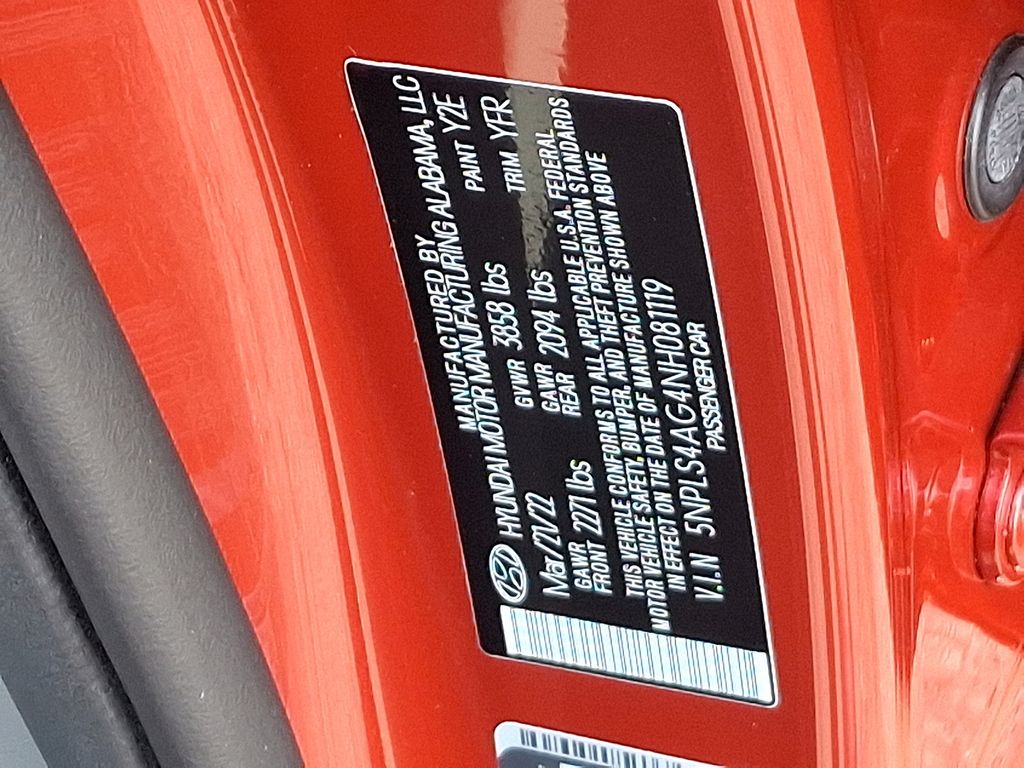 MANUFACTURED BY
HYUNDAI MOTOR MANUFACTURING ALABAMA, LLC
Mar/21/22 GVWR 3858 lbs PAINT Y2E
GAWR FRONT 2271 lbs GAWR REAR 2094 lbs TRIM YFR
THIS VEHICLE CONFORMS TO ALL APPLICABLE U.S.A. FEDERAL
MOTOR VEHICLE SAFETY, BUMPER, AND THEFT PREVENTION STANDARDS
IN EFFECT ON THE DATE OF MANUFACTURE SHOWN ABOVE
V.I.N 5NPLS4AG4NH081119
PASSENGER CAR